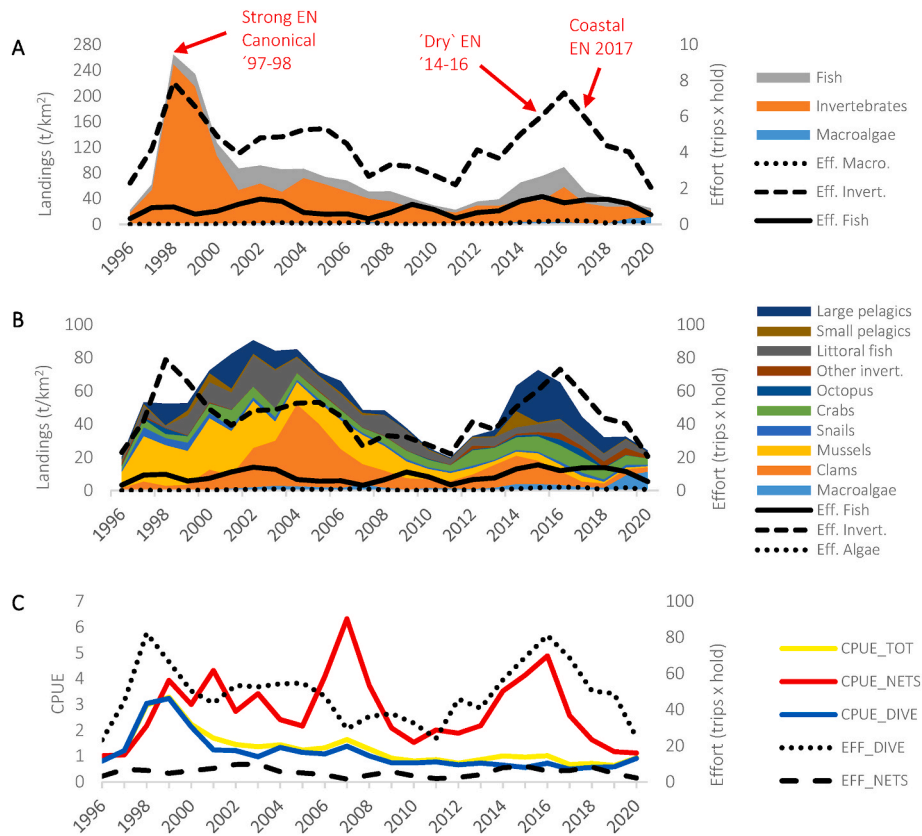 Strong EN
Canonical
´97-98
´Dry` EN
´14-16
Coastal
EN 2017
A
Landings (t/km²)
280
240
200
160
120
80
40
0
10
8
6
4
2
0
Effort (trips x hold)
1996
1998
2000
2002
2004
2006
2008
2010
2012
2014
2016
2018
2020
Fish
Invertebrates
Macroalgae
Eff. Macro.
Eff. Invert.
Eff. Fish
B
Landings (t/km²)
100
80
60
40
20
0
100
80
60
40
20
0
Effort (trips x hold)
1996
1998
2000
2002
2004
2006
2008
2010
2012
2014
2016
2018
2020
Large pelagics
Small pelagics
Littoral fish
Other invert.
Octopus
Crabs
Snails
Mussels
Clams
Macroalgae
Eff. Fish
Eff. Invert.
Eff. Algae
C
CPUE
7
6
5
4
3
2
1
0
100
80
60
40
20
0
Effort (trips x hold)
1996
1998
2000
2002
2004
2006
2008
2010
2012
2014
2016
2018
2020
CPUE_TOT
CPUE_NETS
CPUE_DIVE
EFF_DIVE
EFF_NETS